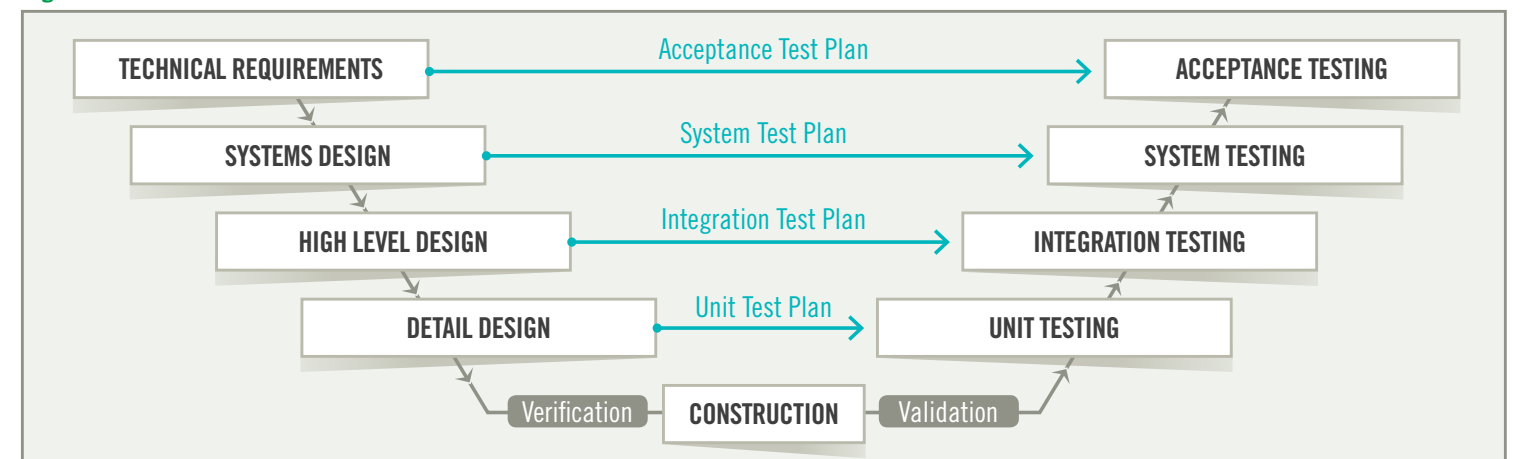 TECHNICAL REQUIREMENTS
Acceptance Test Plan
ACCEPTANCE TESTING
SYSTEMS DESIGN
System Test Plan
SYSTEM TESTING
HIGH LEVEL DESIGN
Integration Test Plan
INTEGRATION TESTING
DETAIL DESIGN
Unit Test Plan
UNIT TESTING
Verification
CONSTRUCTION
Validation